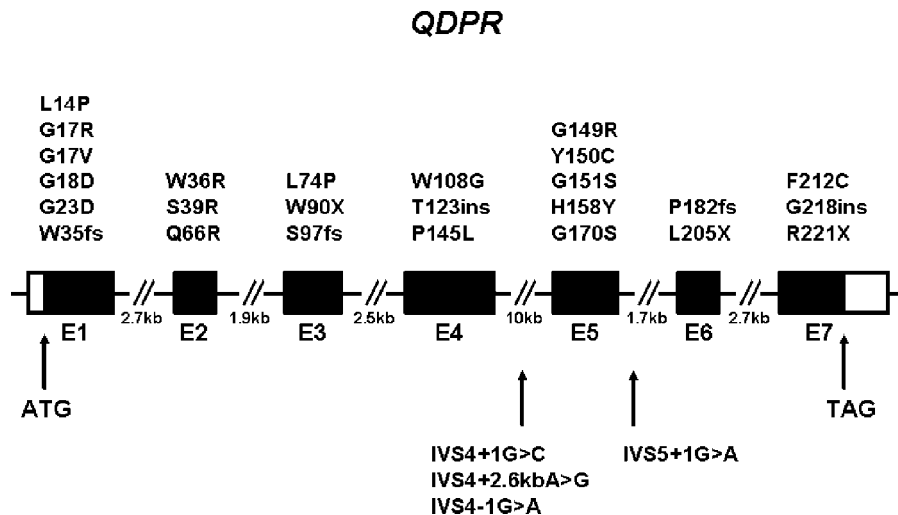 QDPR
L14P
G17R
G17V
G18D
G23D
W35fs
W36R
S39R
Q66R
L74P
W90X
S97fs
W108G
T123ins
P145L
G149R
Y150C
G151S
H158Y
G170S
P182fs
L205X
F212C
G218ins
R221X
2.7kb
1.9kb
2.5kb
10kb
1.7kb
2.7kb
E1
E2
E3
E4
E5
E6
E7
ATG
TAG
IVS4+1G>C
IVS4+2.6kbA>G
IVS4-1G>A
IVS5+1G>A